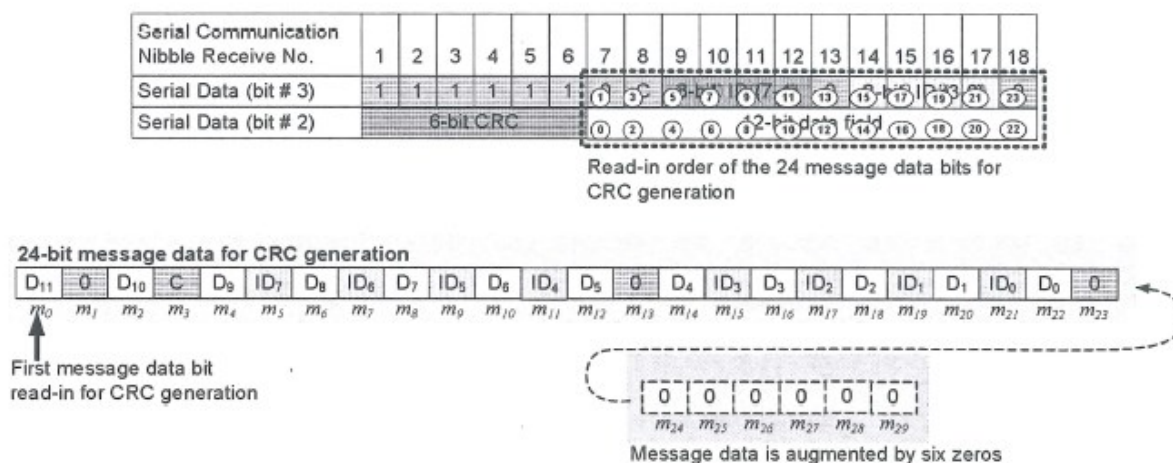 Serial Communication
Nibble Receive No. 1 2 3 4 5 6 7 8 9 10 11 12 13 14 15 16 17 18
Serial Data (bit # 3) 1 1 1 1 1 1 C
1 3 5 7 9 11 13 15 17 19 21 23
Serial Data (bit # 2) 6-bit CRC 12-bit data field
0 2 4 6 8 10 12 14 16 18 20 22
Read-in order of the 24 message data bits for
CRC generation
24-bit message data for CRC generation
D₁₁ 0 D₁₀ C D₉ ID₇ D₈ ID₆ D₇ ID₅ D₆ ID₄ D₅ 0 D₄ ID₃ D₃ ID₂ D₂ ID₁ D₁ ID₀ D₀ 0
m₀ m₁ m₂ m₃ m₄ m₅ m₆ m₇ m₈ m₉ m₁₀ m₁₁ m₁₂ m₁₃ m₁₄ m₁₅ m₁₆ m₁₇ m₁₈ m₁₉ m₂₀ m₂₁ m₂₂ m₂₃
First message data bit
read-in for CRC generation
0 0 0 0 0 0
m₂₄ m₂₅ m₂₆ m₂₇ m₂₈ m₂₉
Message data is augmented by six zeros